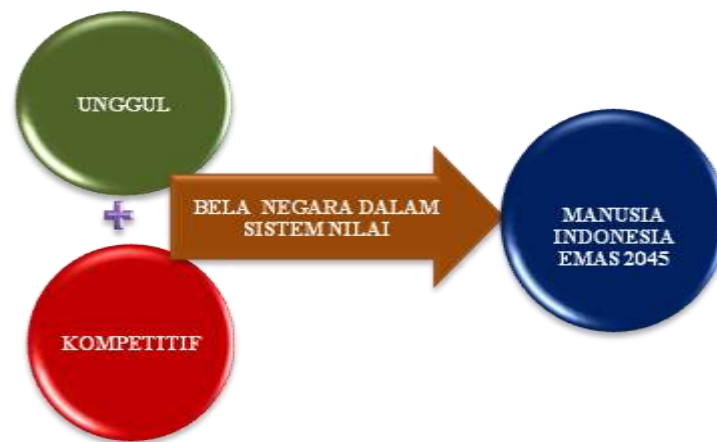 UNGGUL
+
KOMPETITIF
BELA NEGARA DALAM
SISTEM NILAI
MANUSIA
INDONESIA
EMAS 2045